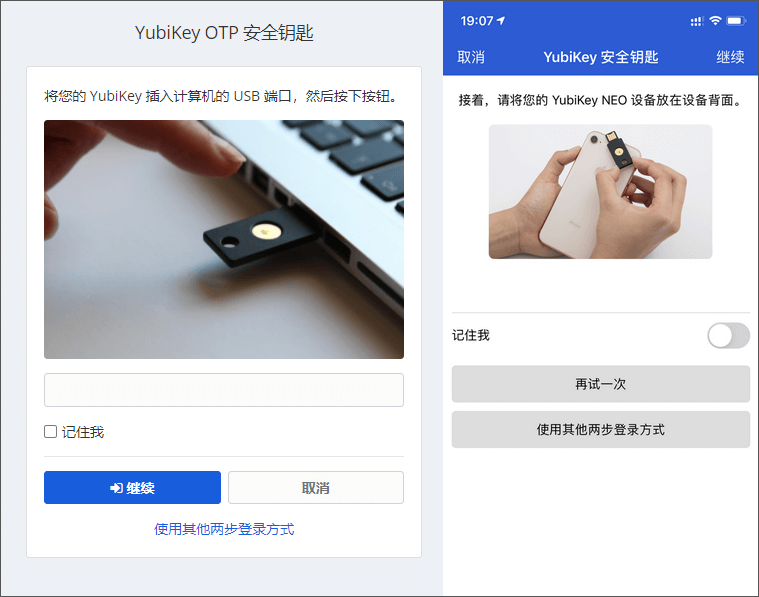 YubiKey OTP 安全钥匙
将您的 YubiKey 插入计算机的 USB 端口，然后按下按钮。
记住我
继续
取消
使用其他两步登录方式
19:07
取消
YubiKey 安全钥匙
继续
接着，请将您的 YubiKey NEO 设备放在设备背面。
记住我
再试一次
使用其他两步登录方式